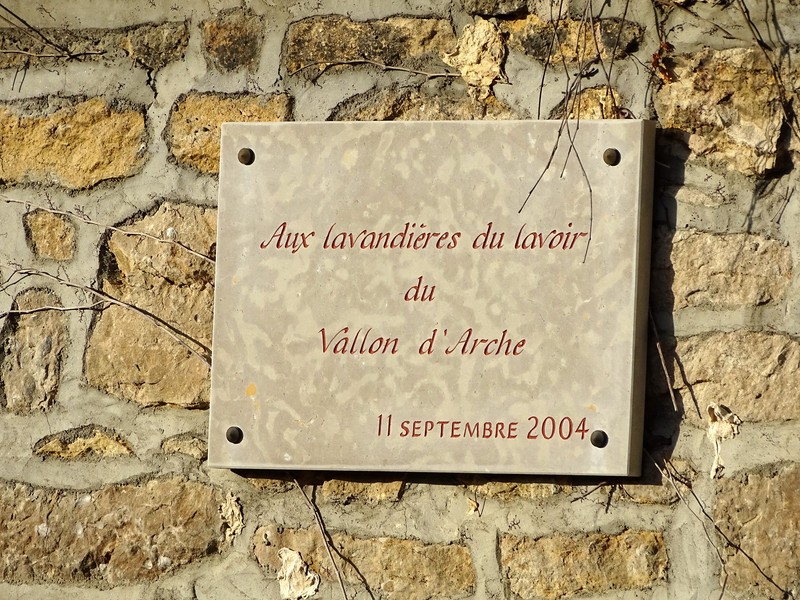 Aux lavandières du lavoir
du
Vallon d'Arche
11 SEPTEMBRE 2004